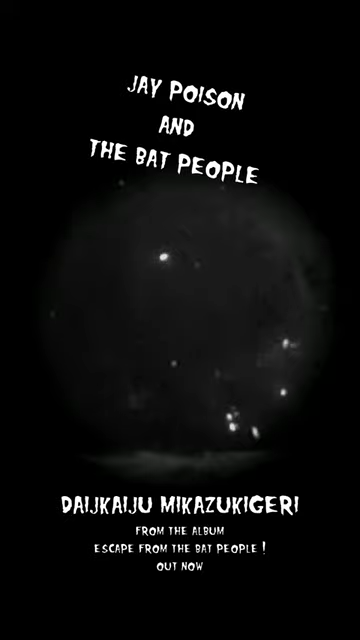 JAY POISON
AND
THE BAT PEOPLE
DAIJKAIJU MIKAZUKIGERI
FROM THE ALBUM
ESCAPE FROM THE BAT PEOPLE !
OUT NOW